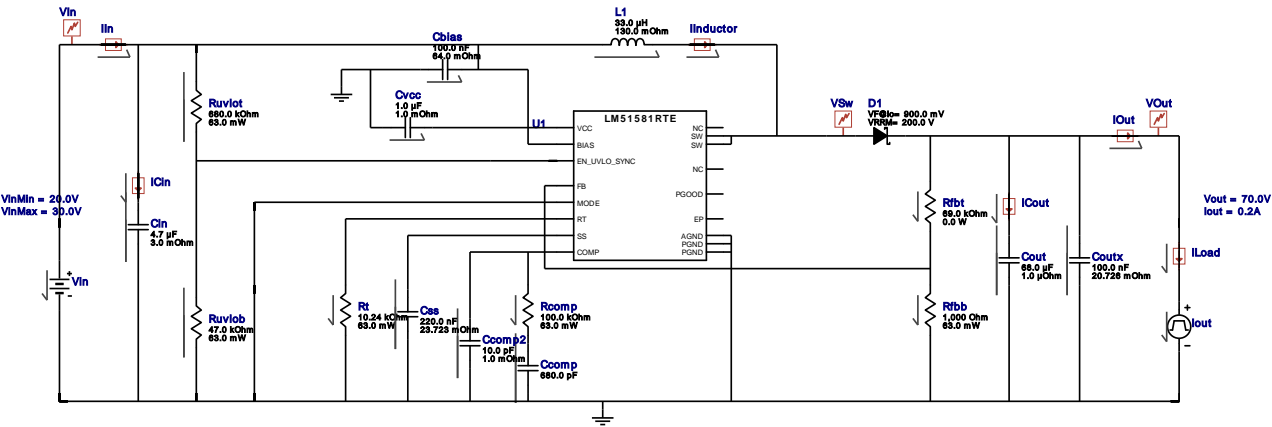 Vin
Iin
L1
33.0 µH
130.0 mOhm
IInductor
Cbias
100.0 nF
64.0 mOhm
Ruvlot
680.0 kOhm
63.0 mW
Cvcc
1.0 µF
1.0 mOhm
U1
LM51581RTE
VCC
BIAS
EN_UVLO_SYNC
FB
MODE
RT
SS
COMP
NC
SW
SW
NC
PGOOD
EP
AGND
PGND
PGND
VSw
D1
VF@Io= 900.0 mV
VRRM= 200.0 V
IOut
VOut
VinMin = 20.0V
VinMax = 30.0V
ICin
Cin
4.7 µF
3.0 mOhm
Rfbt
69.0 kOhm
0.0 W
ICout
Vout = 70.0V
Iout = 0.2A
Cout
68.0 µF
1.0 µOhm
Coutx
100.0 nF
20.726 mOhm
ILoad
+
Vin
-
Ruvlob
47.0 kOhm
63.0 mW
Rt
10.24 kOhm
63.0 mW
Css
220.0 nF
23.723 mOhm
Ccomp2
10.0 pF
1.0 mOhm
Rcomp
100.0 kOhm
63.0 mW
Ccomp
680.0 pF
Rfbb
1,000 Ohm
63.0 mW
+
Iout
-